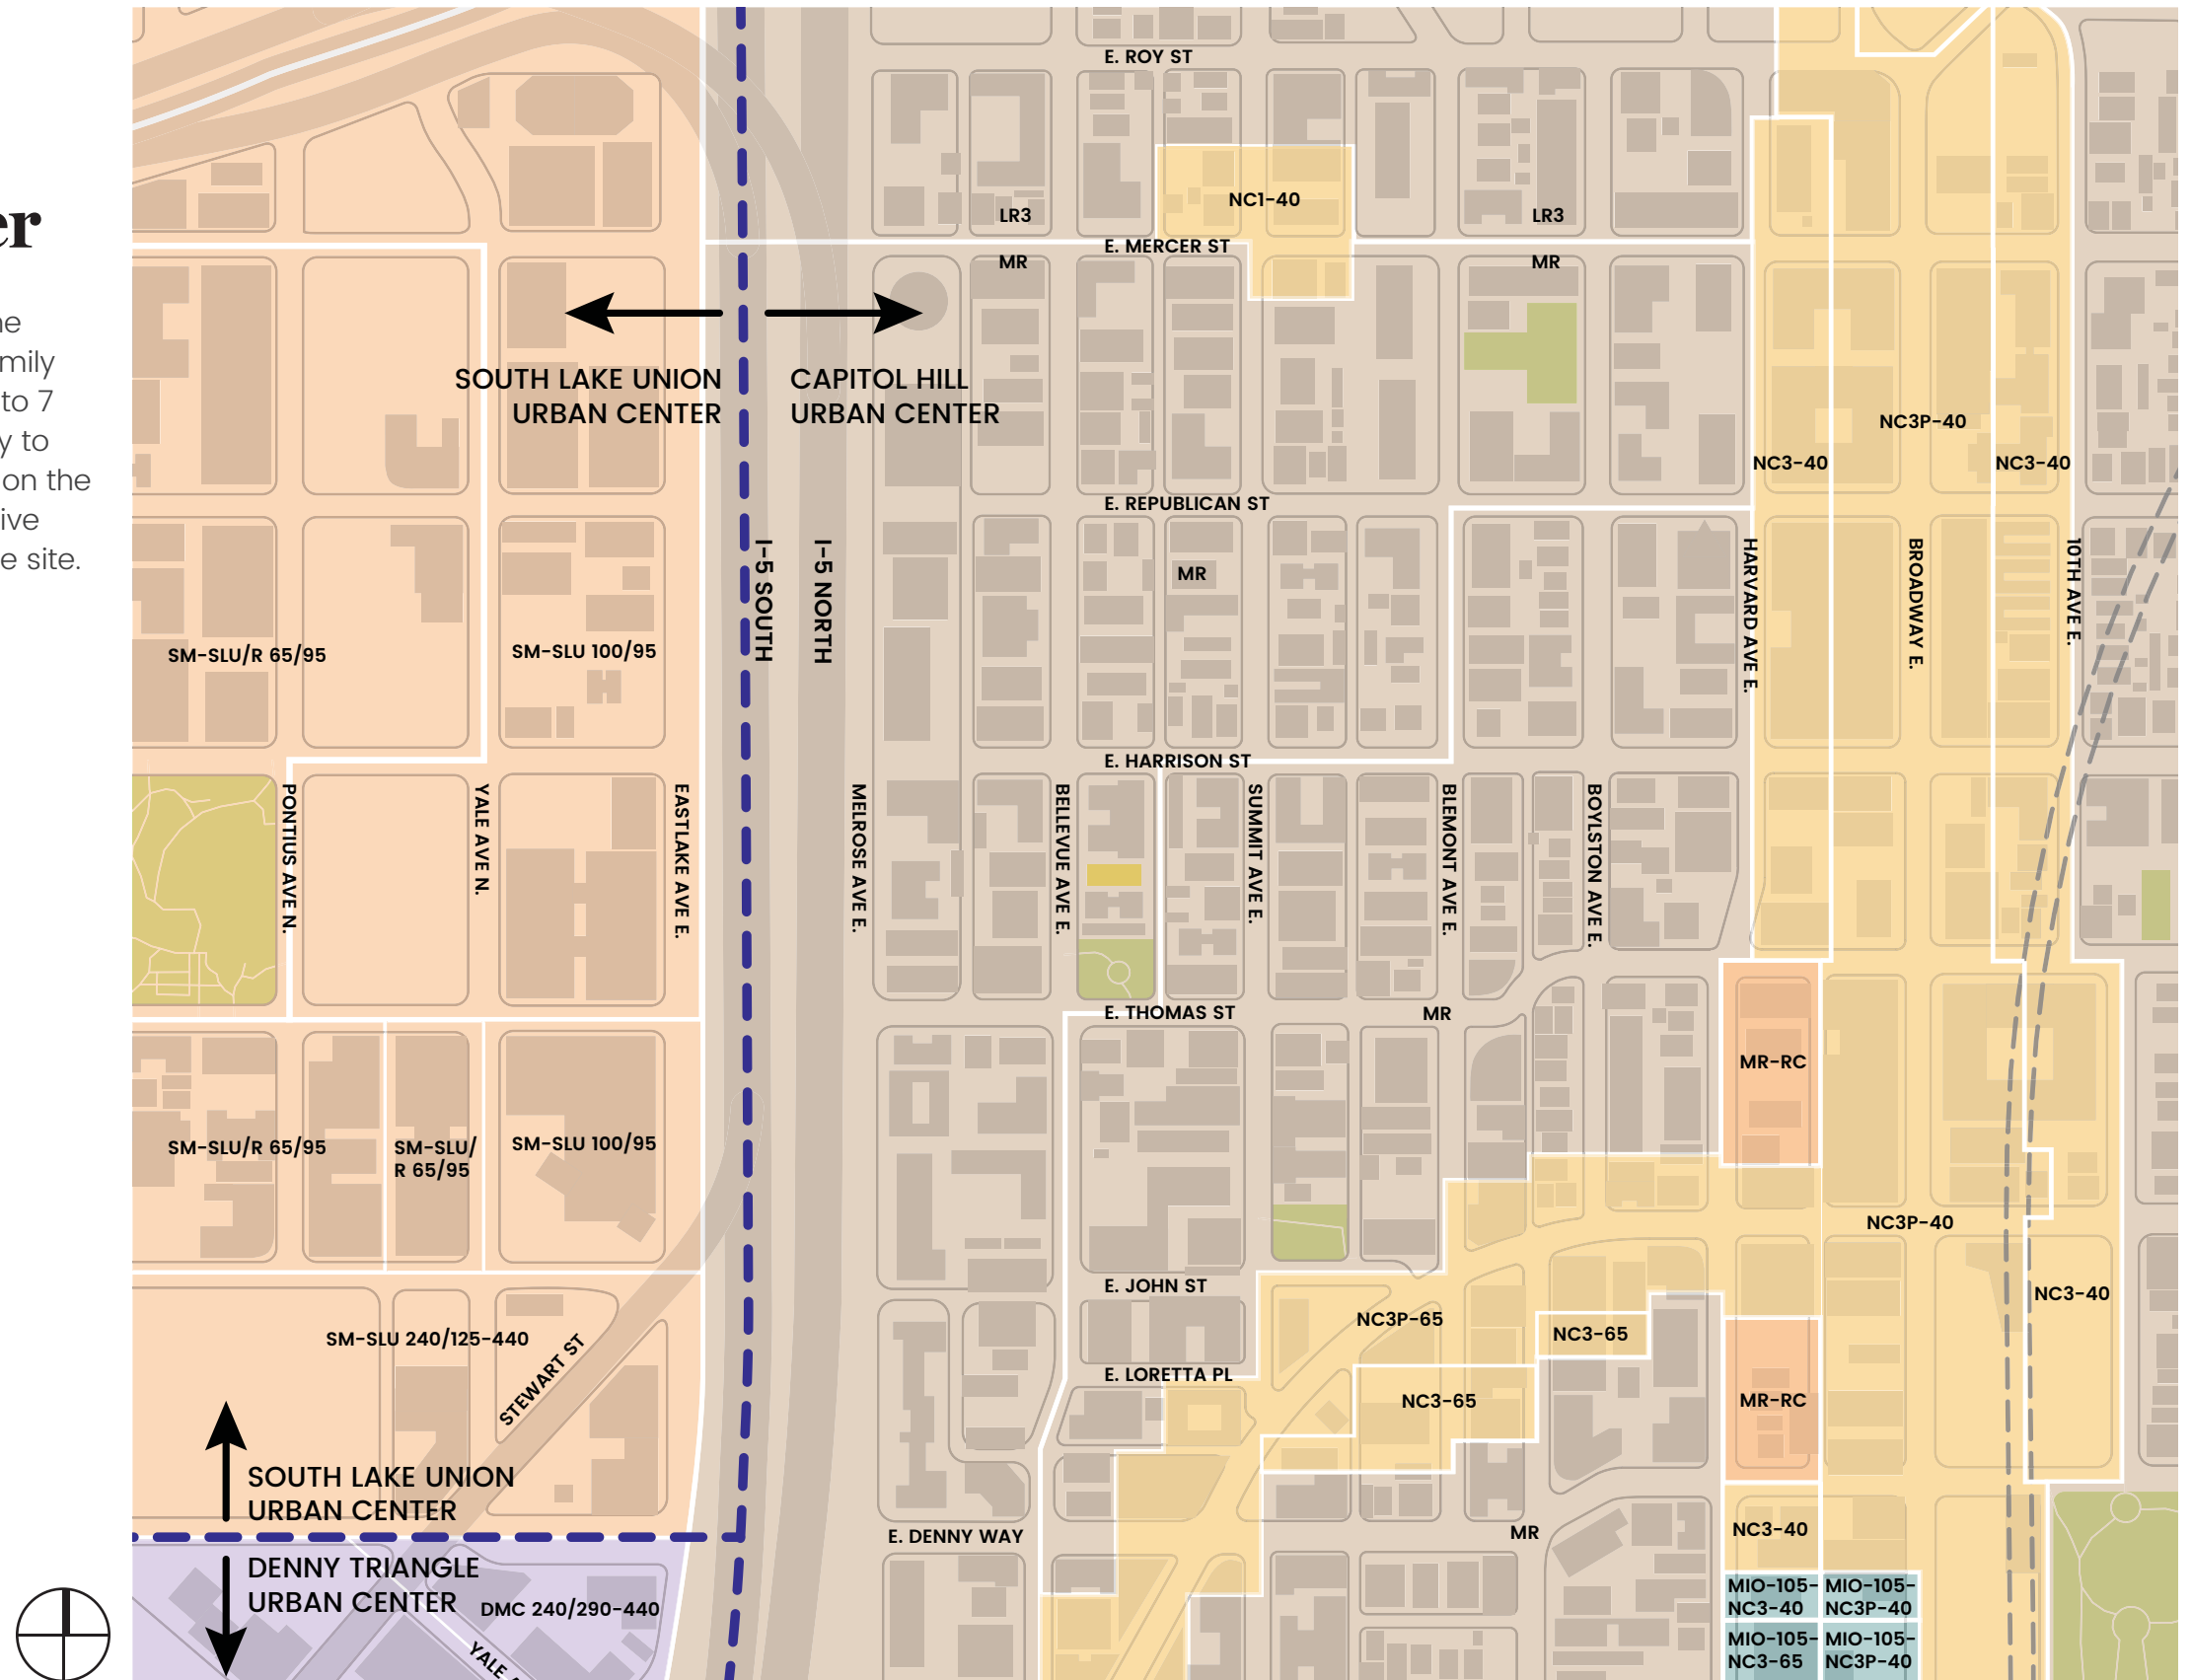 er
ne
mily
to 7
y to
on the
ive
e site.
E. ROY ST
NC1-40
LR3
LR3
E. MERCER ST
MR
MR
SOUTH LAKE UNION
URBAN CENTER
CAPITOL HILL
URBAN CENTER
NC3P-40
NC3-40
NC3-40
E. REPUBLICAN ST
I-5 SOUTH
I-5 NORTH
MR
HARVARD AVE E.
BROADWAY E.
10TH AVE E.
SM-SLU/R 65/95
SM-SLU 100/95
E. HARRISON ST
PONTIUS AVE N.
YALE AVE N.
EASTLAKE AVE E.
MELROSE AVE E.
BELLEVUE AVE E.
SUMMIT AVE E.
BLEMONT AVE E.
BOYLSTON AVE E.
E. THOMAS ST
MR
MR-RC
SM-SLU/R 65/95
SM-SLU/
R 65/95
SM-SLU 100/95
NC3P-40
E. JOHN ST
NC3-40
NC3P-65
NC3-65
SM-SLU 240/125-440
STEWART ST
E. LORETTA PL
NC3-65
MR-RC
SOUTH LAKE UNION
URBAN CENTER
E. DENNY WAY
MR
NC3-40
DENNY TRIANGLE
URBAN CENTER
DMC 240/290-440
YALE
MIO-105-
NC3-40
MIO-105-
NC3P-40
MIO-105-
NC3-65
MIO-105-
NC3P-40